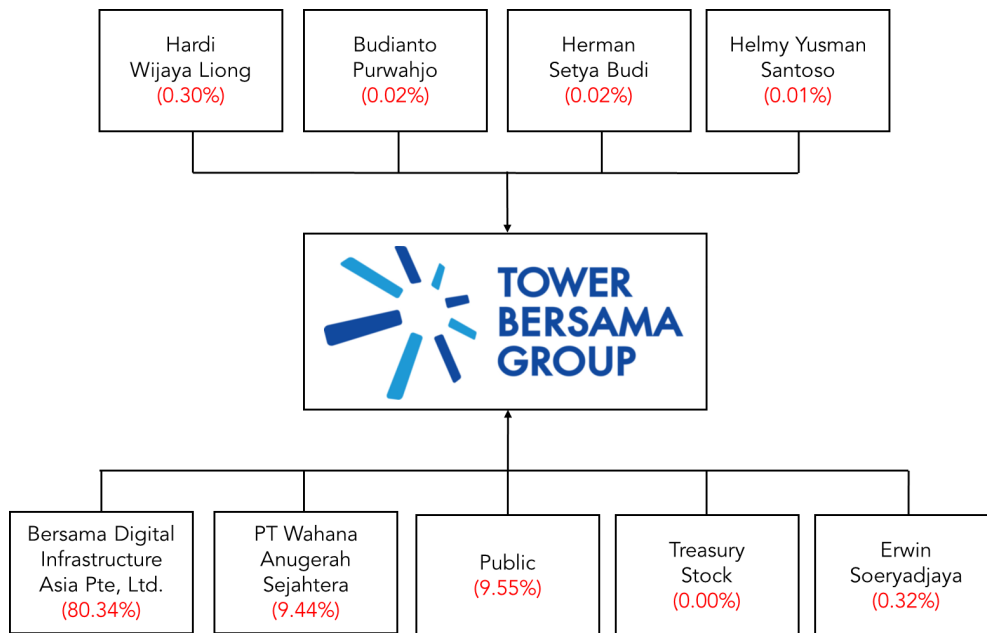 Hardi
Wijaya Liong
(0.30%)
Budianto
Purwahjo
(0.02%)
Herman
Setya Budi
(0.02%)
Helmy Yusman
Santoso
(0.01%)
TOWER
BERSAMA
GROUP
Bersama Digital
Infrastructure
Asia Pte, Ltd.
(80.34%)
PT Wahana
Anugerah
Sejahtera
(9.44%)
Public
(9.55%)
Treasury
Stock
(0.00%)
Erwin
Soeryadjaya
(0.32%)